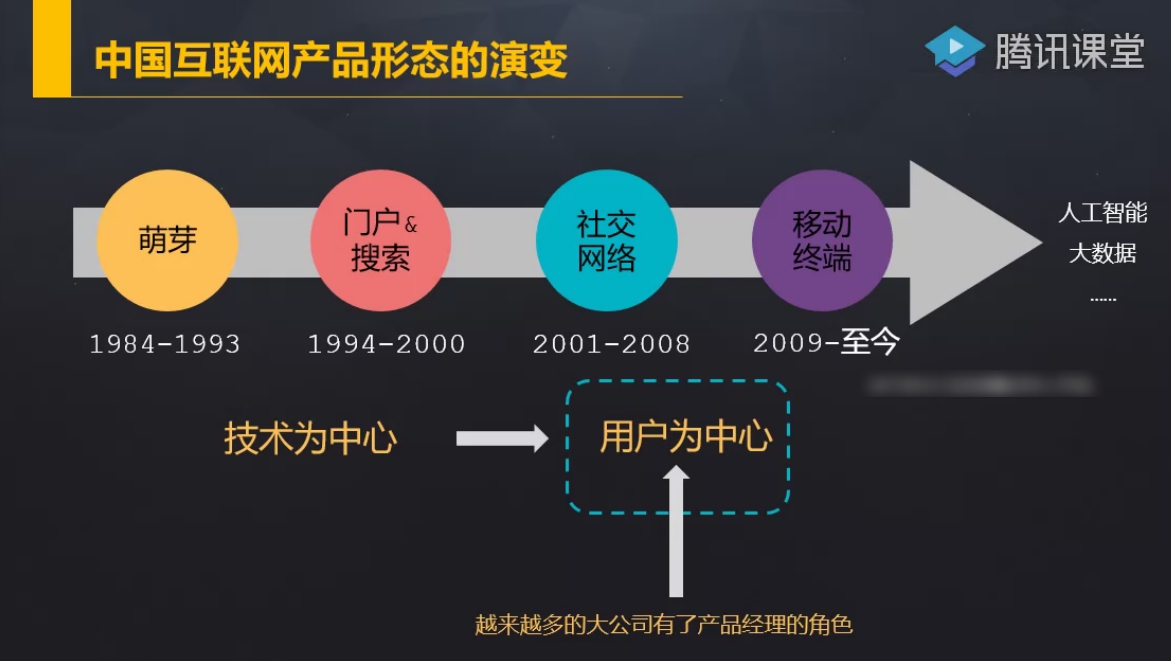 中国互联网产品形态的演变
腾讯课堂
萌芽
门户&
搜索
社交
网络
移动
终端
人工智能
大数据
......
1984-1993
1994-2000
2001-2008
2009-至今
技术为中心
用户为中心
越来越多的大公司有了产品经理的角色